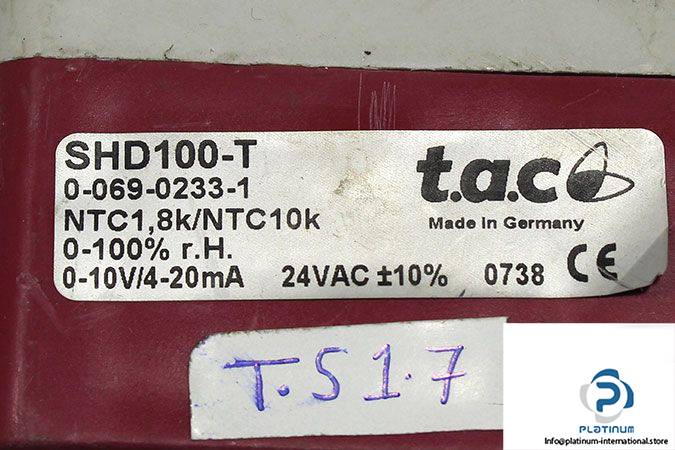 SHD100-T
t.a.c
0-069-0233-1
Made in Germany
NTC1,8k/NTC10k
0-100% r.H.
0-10V/4-20mA 24VAC ±10% 0738 CE
T.S1.7
PLATINUM
Info@platinum-international.store